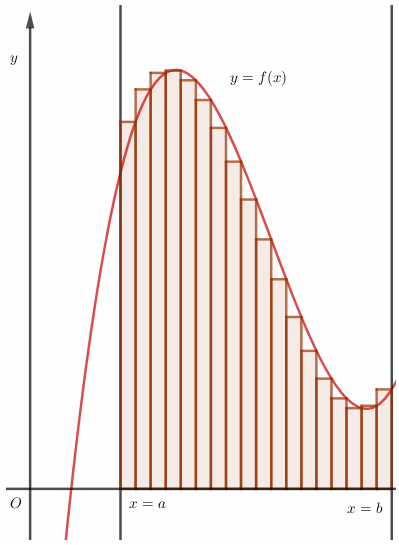 y
y = f(x)
O
x = a
x = b